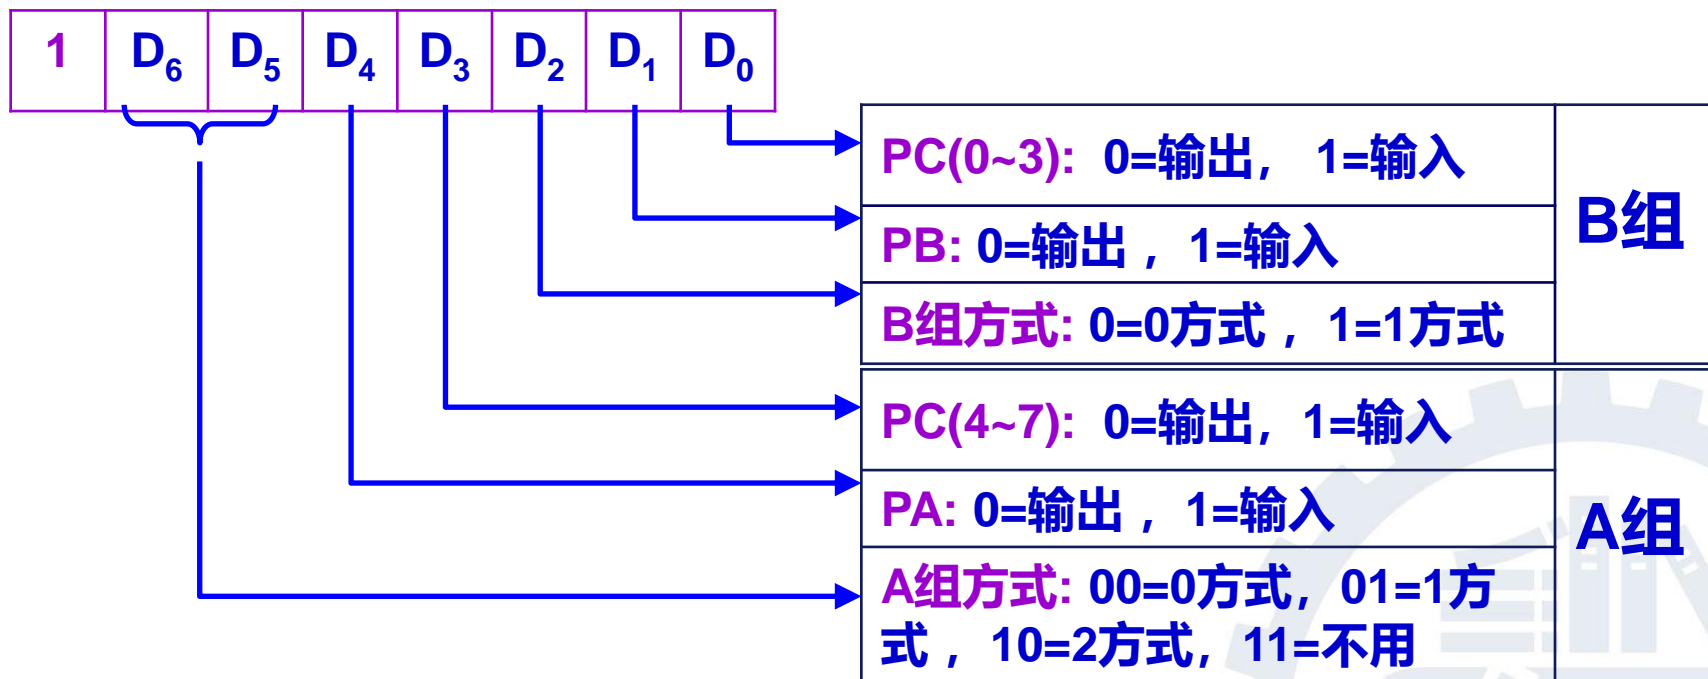 1 D₆ D₅ D₄ D₃ D₂ D₁ D₀
PC(0~3): 0=输出， 1=输入
PB: 0=输出 ，1=输入
B组方式: 0=0方式 ，1=1方式
B组
PC(4~7): 0=输出，1=输入
PA: 0=输出 ，1=输入
A组方式: 00=0方式，01=1方
式 ，10=2方式，11=不用
A组